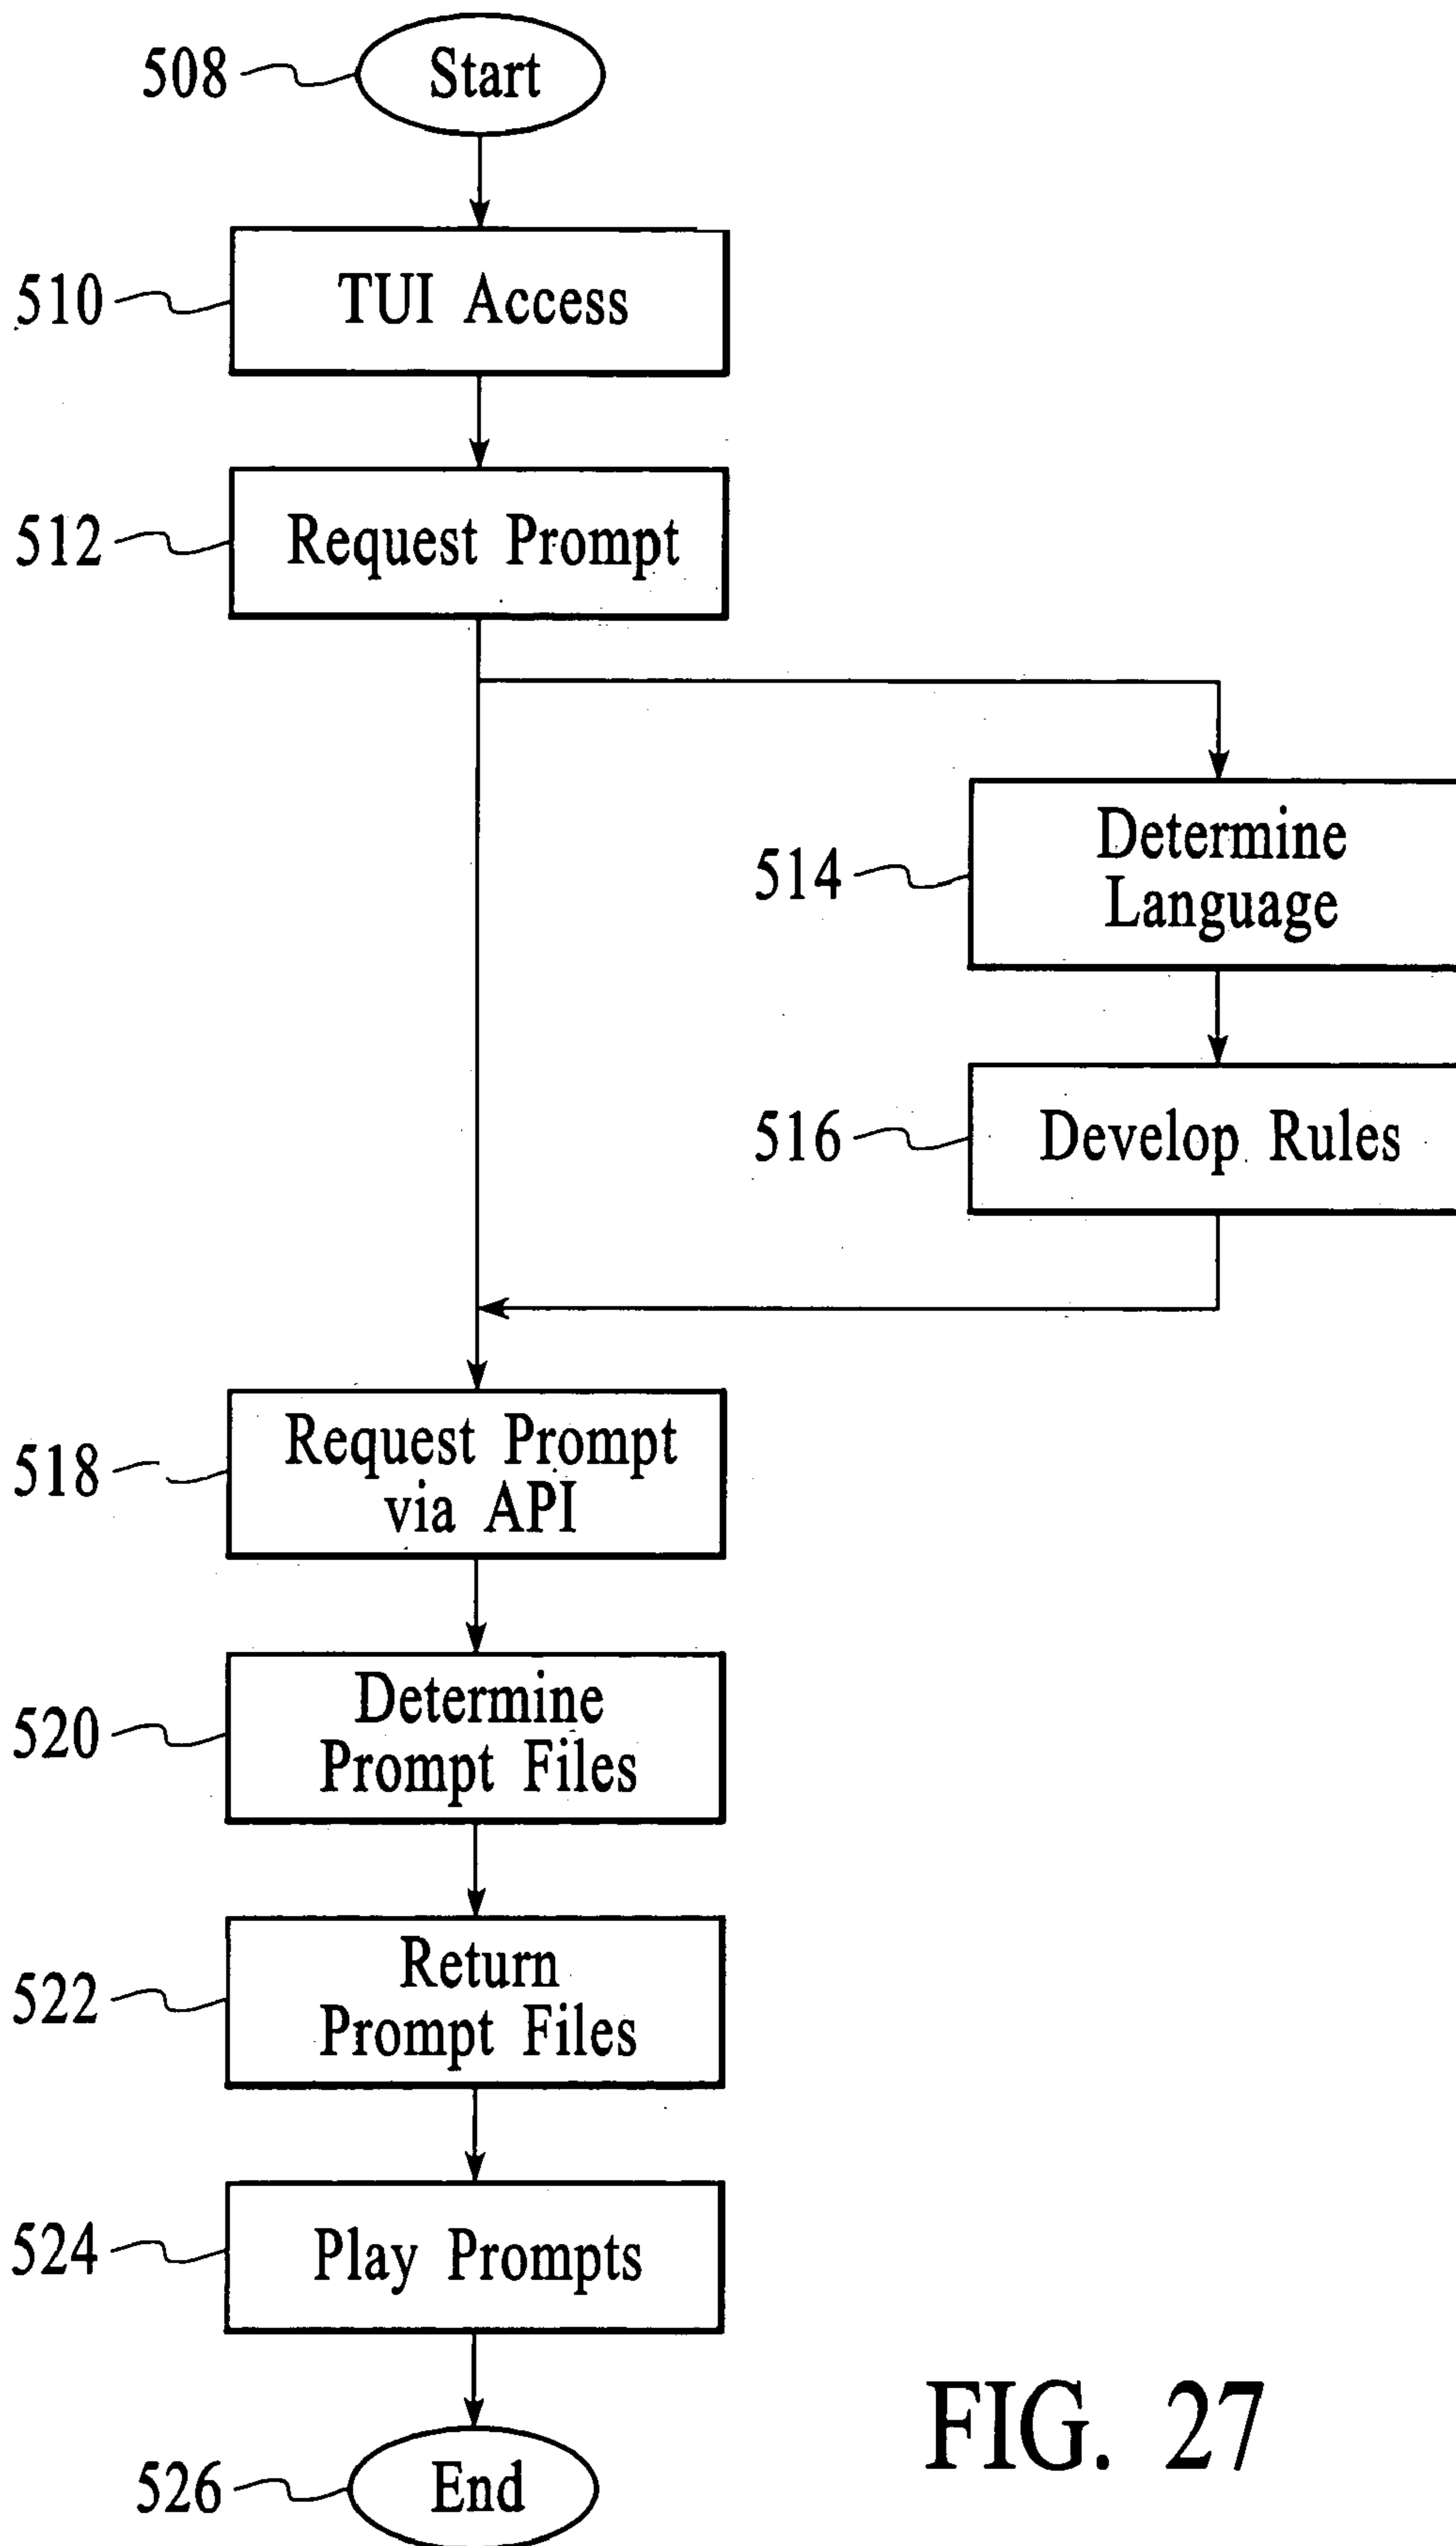 508 Start
510 TUI Access
512 Request Prompt
514 Determine
Language
516 Develop Rules
518 Request Prompt
via API
520 Determine
Prompt Files
522 Return
Prompt Files
524 Play Prompts
526 End
FIG. 27